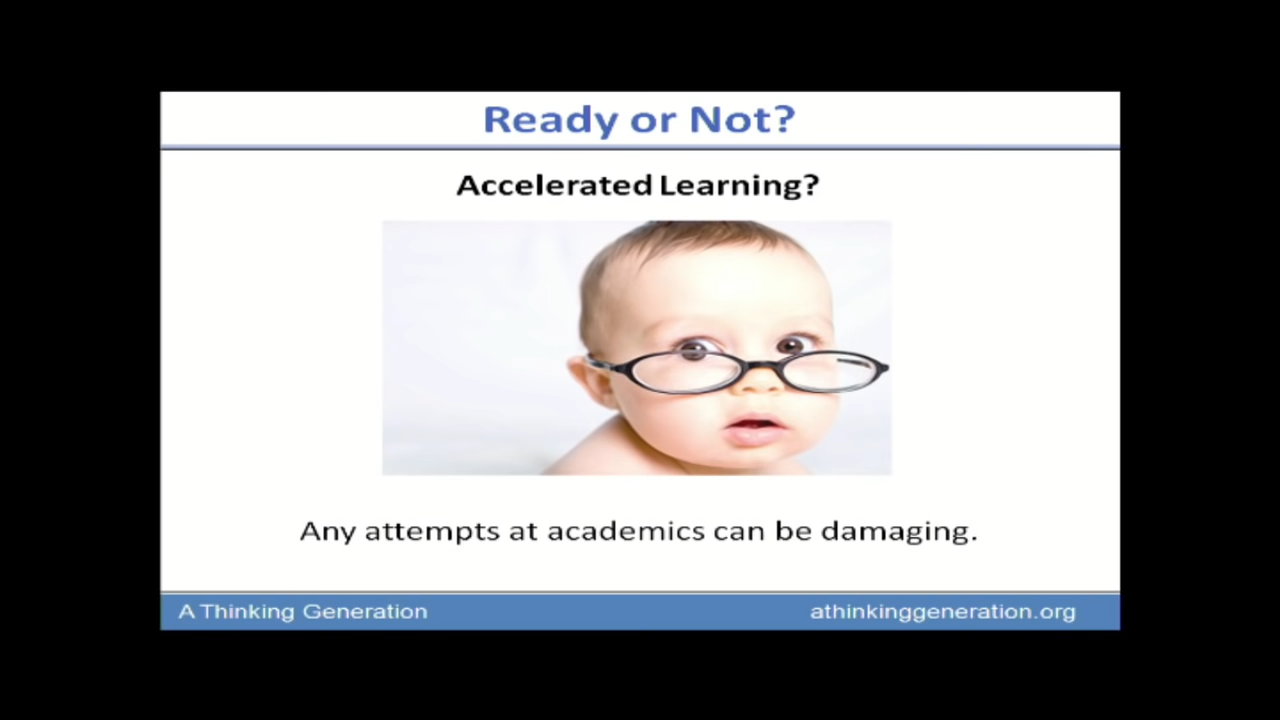 Ready or Not?
Accelerated Learning?
Any attempts at academics can be damaging.
A Thinking Generation
athinkinggeneration.org